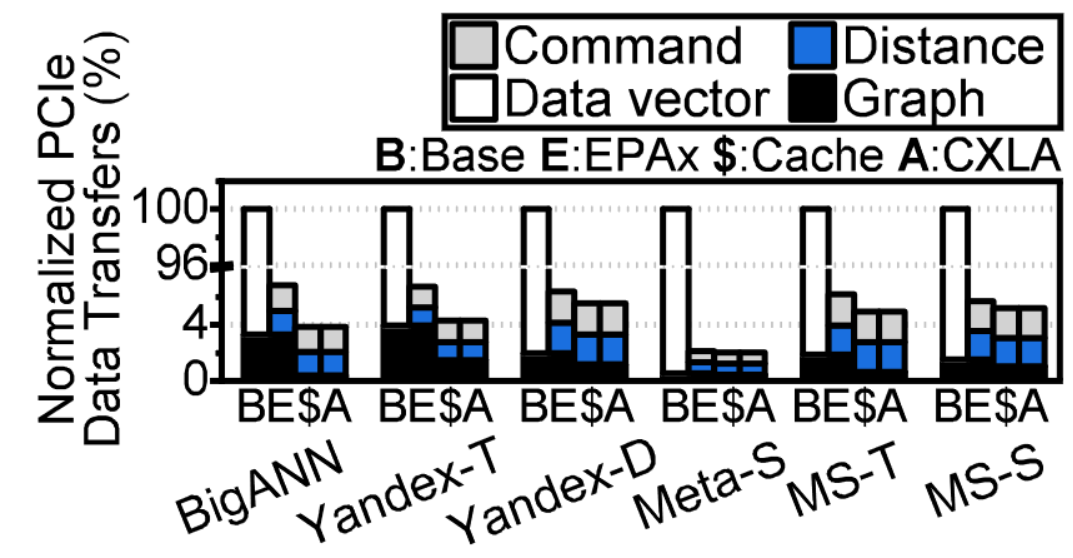 Command Distance
Data vector Graph
B:Base E:EPAx $:Cache A:CXLA
Normalized PCIe
Data Transfers (%)
100
96
4
0
BE$A BE$A BE$A BE$A BE$A BE$A
BigANN Yandex-T Yandex-D Meta-S MS-T MS-S